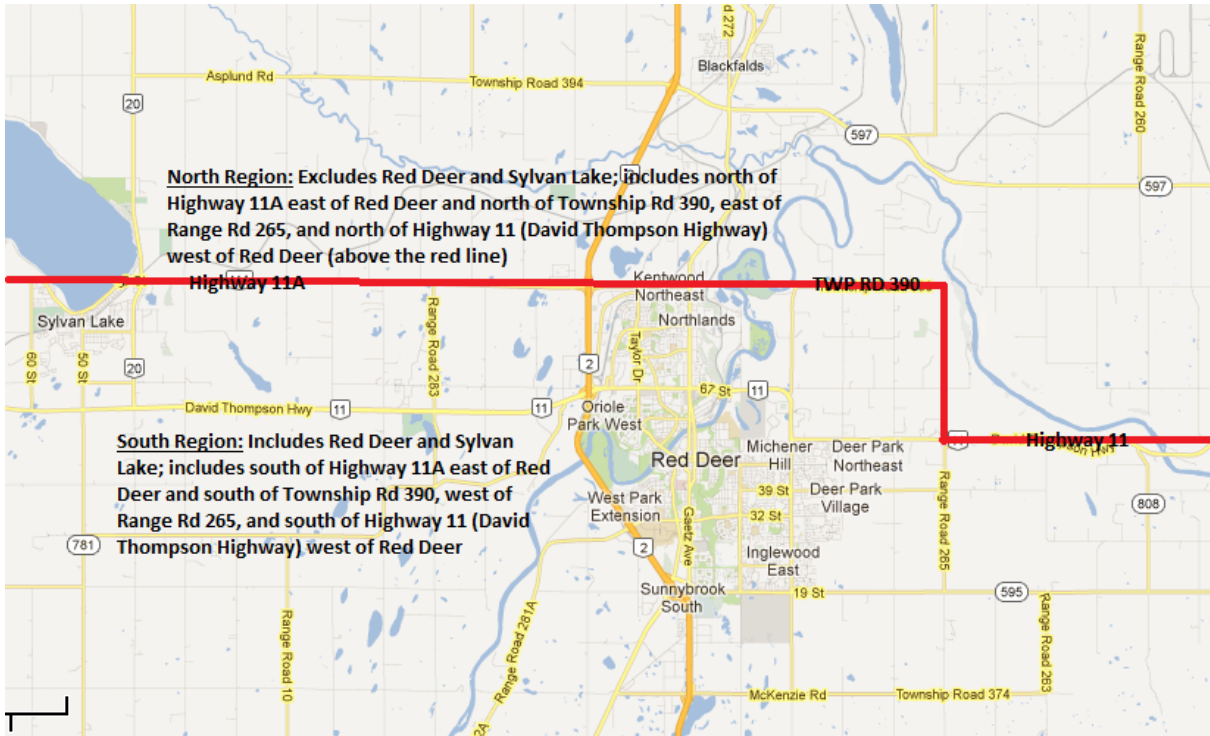 d 272
Blackfalds
Asplund Rd
Township Road 394
Range Road 260
20
597
597
North Region: Excludes Red Deer and Sylvan Lake; includes north of
Highway 11A east of Red Deer and north of Township Rd 390, east of
Range Rd 265, and north of Highway 11 (David Thompson Highway)
west of Red Deer (above the red line)
Highway 11A
Kentwood
Northeast
TWP RD 390
Sylvan Lake
Northlands
Range Road 283
Taylor Dr
60 St
50 St
20
2
67 St
11
David Thompson Hwy
11
11
Oriole
Park West
South Region: Includes Red Deer and Sylvan
Lake; includes south of Highway 11A east of Red
Deer and south of Township Rd 390, west of
Range Rd 265, and south of Highway 11 (David
Thompson Highway) west of Red Deer
Michener
Hill
Deer Park
Northeast
Highway 11
Red Deer
39 St
Deer Park
Village
West Park
Extension
32 St
Gaetz Ave
Range Road 265
808
781
2
Inglewood
East
Sunnybrook
South
19 St
595
Range Road 10
Range Road 281A
Range Road 263
McKenzie Rd
Township Road 374
2A